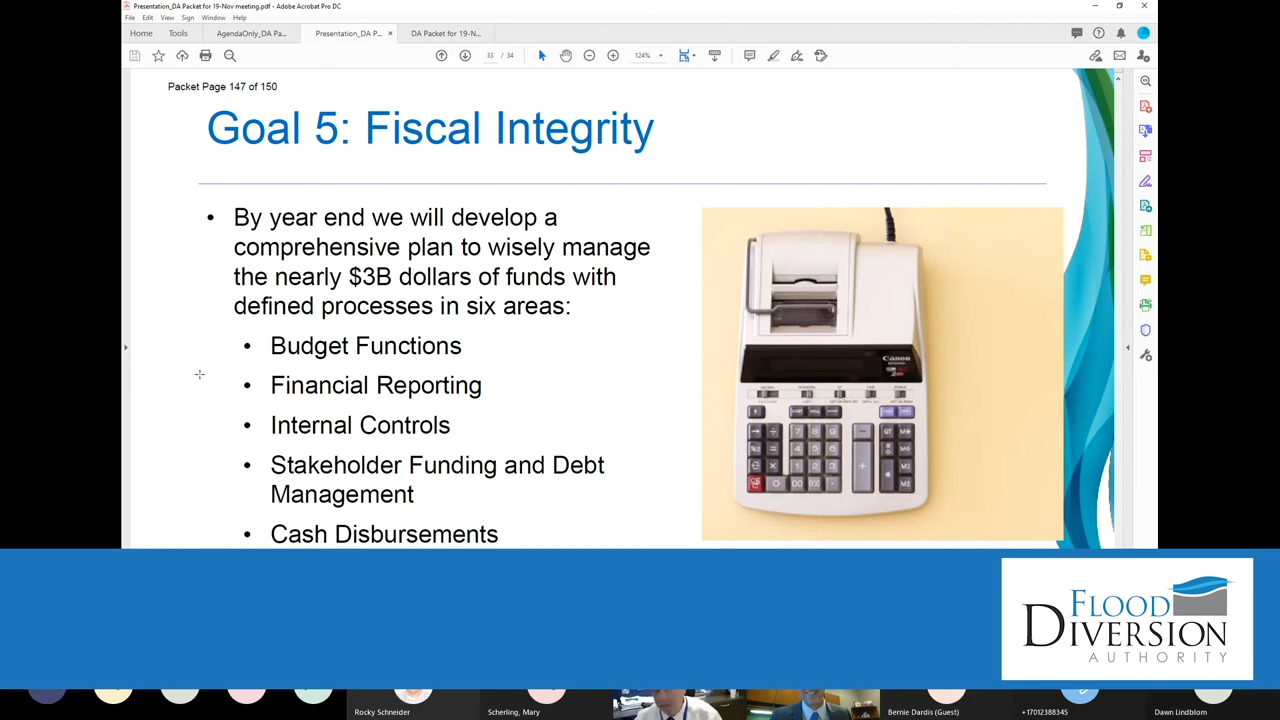 Presentation_DA Packet for 19-Nov meeting.pdf - Adobe Acrobat Pro DC
File Edit View Sign Window Help
Home Tools AgendaOnly_DA Pa... Presentation_DA P... × DA Packet for 19-N...
33 / 34 124%
Packet Page 147 of 150
Goal 5: Fiscal Integrity
• By year end we will develop a
comprehensive plan to wisely manage
the nearly $3B dollars of funds with
defined processes in six areas:
• Budget Functions
• Financial Reporting
• Internal Controls
• Stakeholder Funding and Debt
Management
• Cash Disbursements
Canon
FLOOD
DIVERSION
AUTHORITY
Rocky Schneider Scherling, Mary Bernie Dardis (Guest) +17012388345 Dawn Lindblom